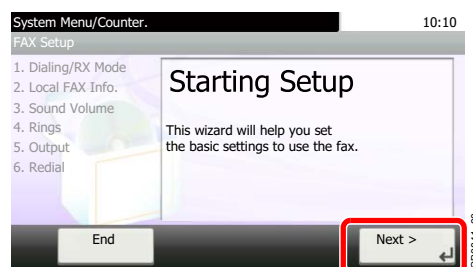 System Menu/Counter.
10:10
FAX Setup
1. Dialing/RX Mode
2. Local FAX Info.
3. Sound Volume
4. Rings
5. Output
6. Redial
Starting Setup
This wizard will help you set
the basic settings to use the fax.
End
Next >